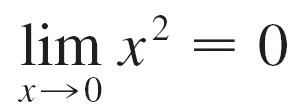 lim x² = 0
x→0